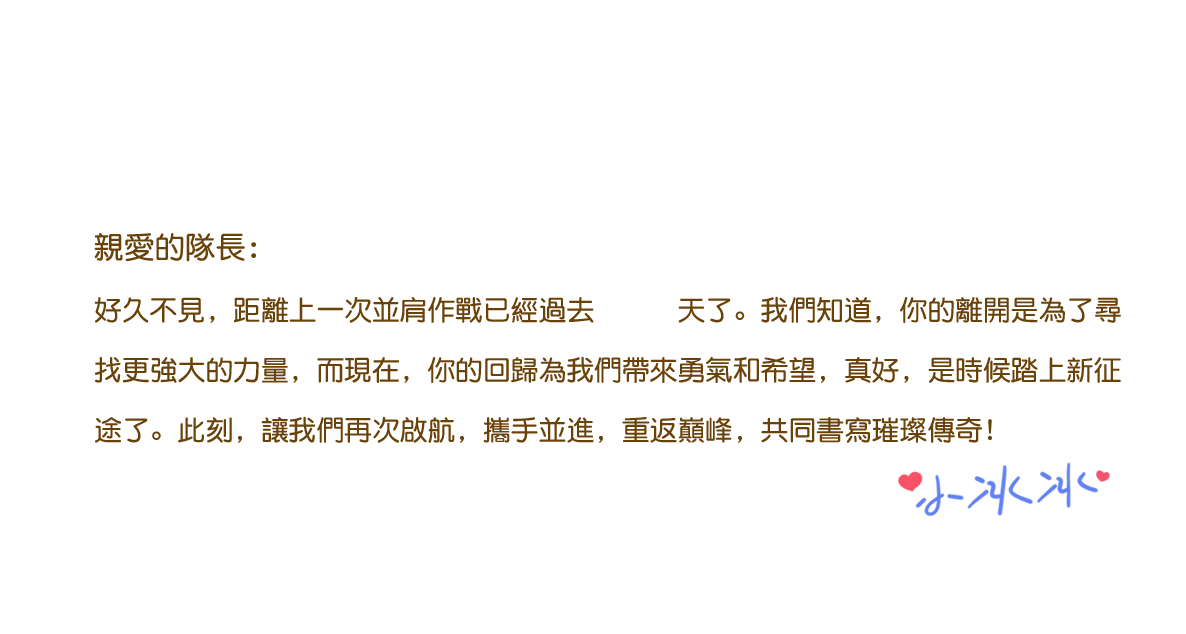 親愛的隊長：
好久不見，距離上一次並肩作戰已經過去　　　天了。我們知道，你的離開是為了尋
找更強大的力量，而現在，你的回歸為我們帶來勇氣和希望，真好，是時候踏上新征
途了。此刻，讓我們再次啟航，攜手並進，重返巔峰，共同書寫璀璨傳奇！
小冰冰